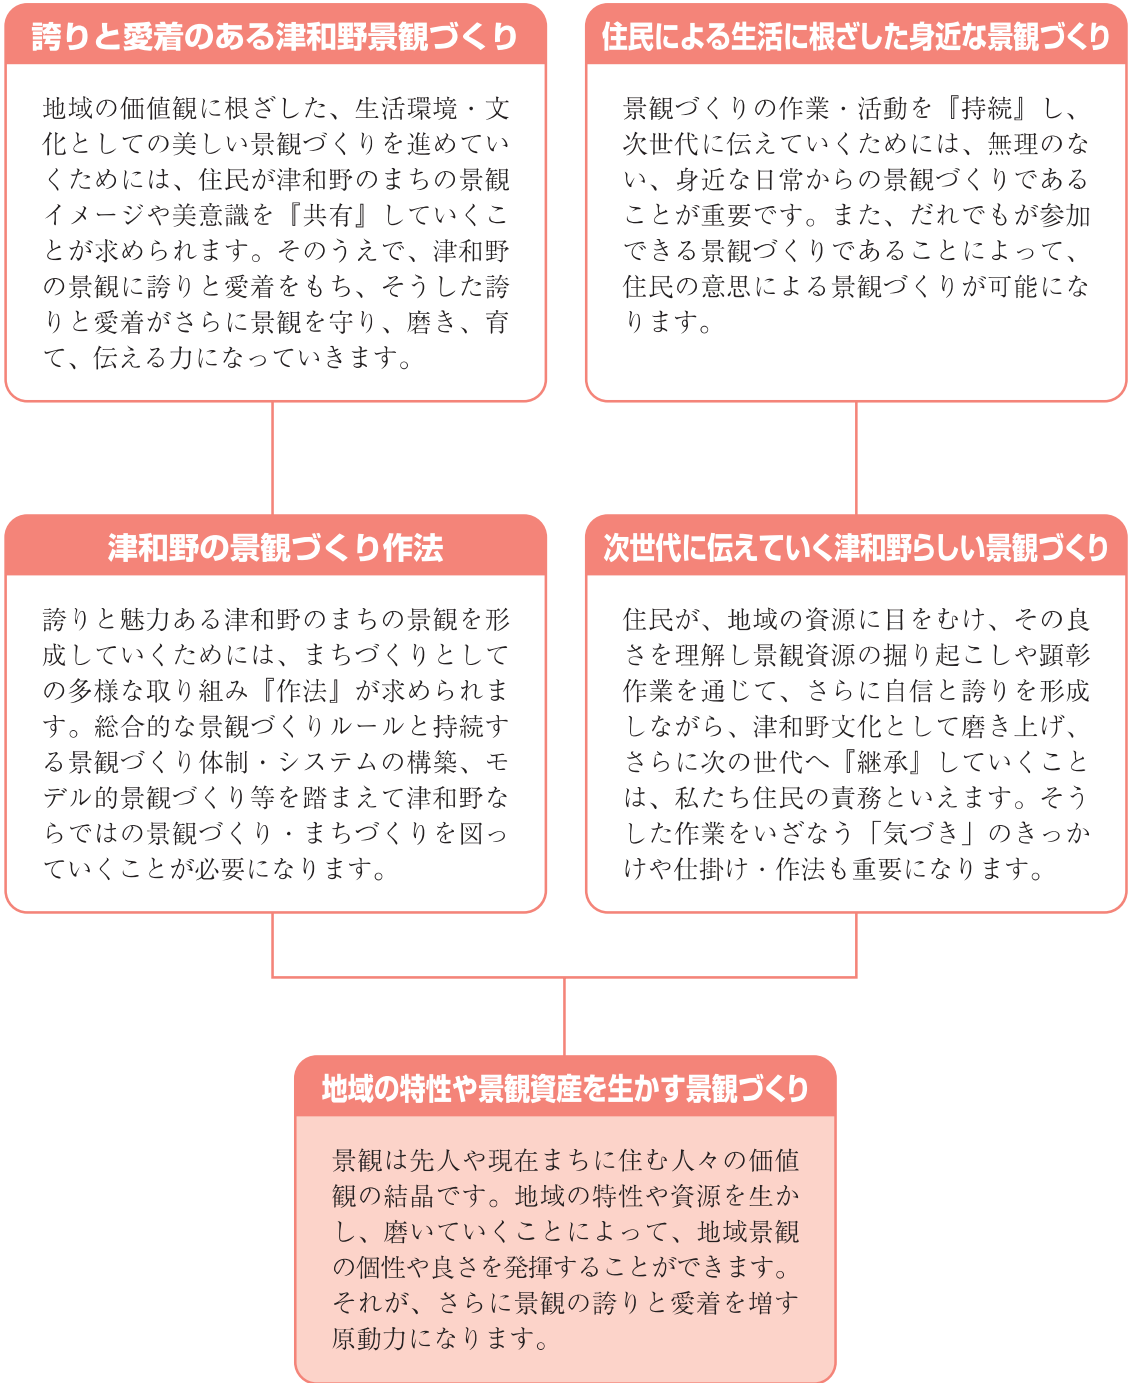 誇りと愛着のある津和野景観づくり
地域の価値観に根ざした、生活環境・文
化としての美しい景観づくりを進めてい
くためには、住民が津和野のまちの景観
イメージや美意識を『共有』していくこ
とが求められます。そのうえで、津和野
の景観に誇りと愛着をもち、そうした誇
りと愛着がさらに景観を守り、磨き、育
て、伝える力になっていきます。
住民による生活に根ざした身近な景観づくり
景観づくりの作業・活動を『持続』し、
次世代に伝えていくためには、無理のな
い、身近な日常からの景観づくりである
ことが重要です。また、だれでもが参加
できる景観づくりであることによって、
住民の意思による景観づくりが可能にな
ります。
津和野の景観づくり作法
誇りと魅力ある津和野のまちの景観を形
成していくためには、まちづくりとして
の多様な取り組み『作法』が求められま
す。総合的な景観づくりルールと持続す
る景観づくり体制・システムの構築、モ
デル的景観づくり等を踏まえて津和野な
らではの景観づくり・まちづくりを図っ
ていくことが必要になります。
次世代に伝えていく津和野らしい景観づくり
住民が、地域の資源に目をむけ、その良
さを理解し景観資源の掘り起こしや顕彰
作業を通じて、さらに自信と誇りを形成
しながら、津和野文化として磨き上げ、
さらに次の世代へ『継承』していくこと
は、私たち住民の責務といえます。そう
した作業をいざなう「気づき」のきっか
けや仕掛け・作法も重要になります。
地域の特性や景観資産を生かす景観づくり
景観は先人や現在まちに住む人々の価値
観の結晶です。地域の特性や資源を生か
し、磨いていくことによって、地域景観
の個性や良さを発揮することができます。
それが、さらに景観の誇りと愛着を増す
原動力になります。